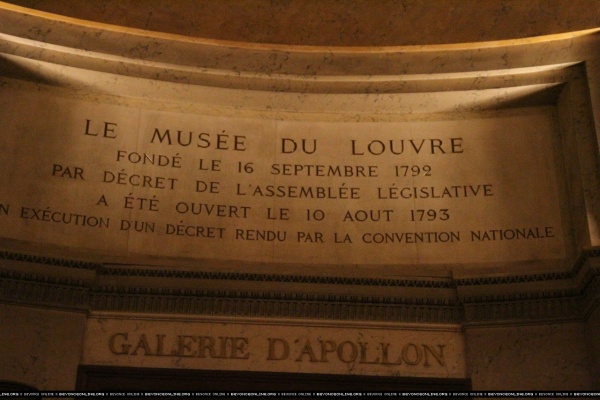 LE MUSÉE DU LOUVRE
FONDÉ LE 16 SEPTEMBRE 1792
PAR DÉCRET DE L'ASSEMBLÉE LÉGISLATIVE
A ÉTÉ OUVERT LE 10 AOUT 1793
N EXÉCUTION D'UN DÉCRET RENDU PAR LA CONVENTION NATIONALE
GALERIE D'APOLLON